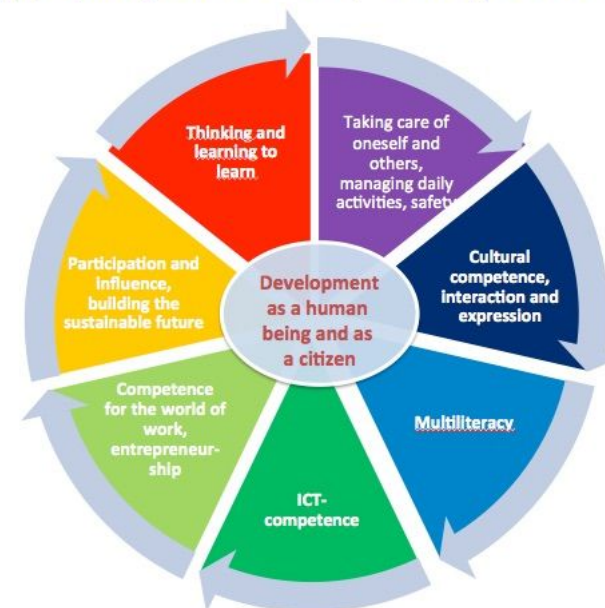 Thinking and
learning to
learn
Taking care of
oneself and
others,
managing daily
activities, safety
Cultural
competence,
interaction and
expression
Multiliteracy
ICT-
competence
Competence
for the world of
work,
entrepreneur-
ship
Participation and
influence,
building the
sustainable future
Development
as a human
being and as
a citizen